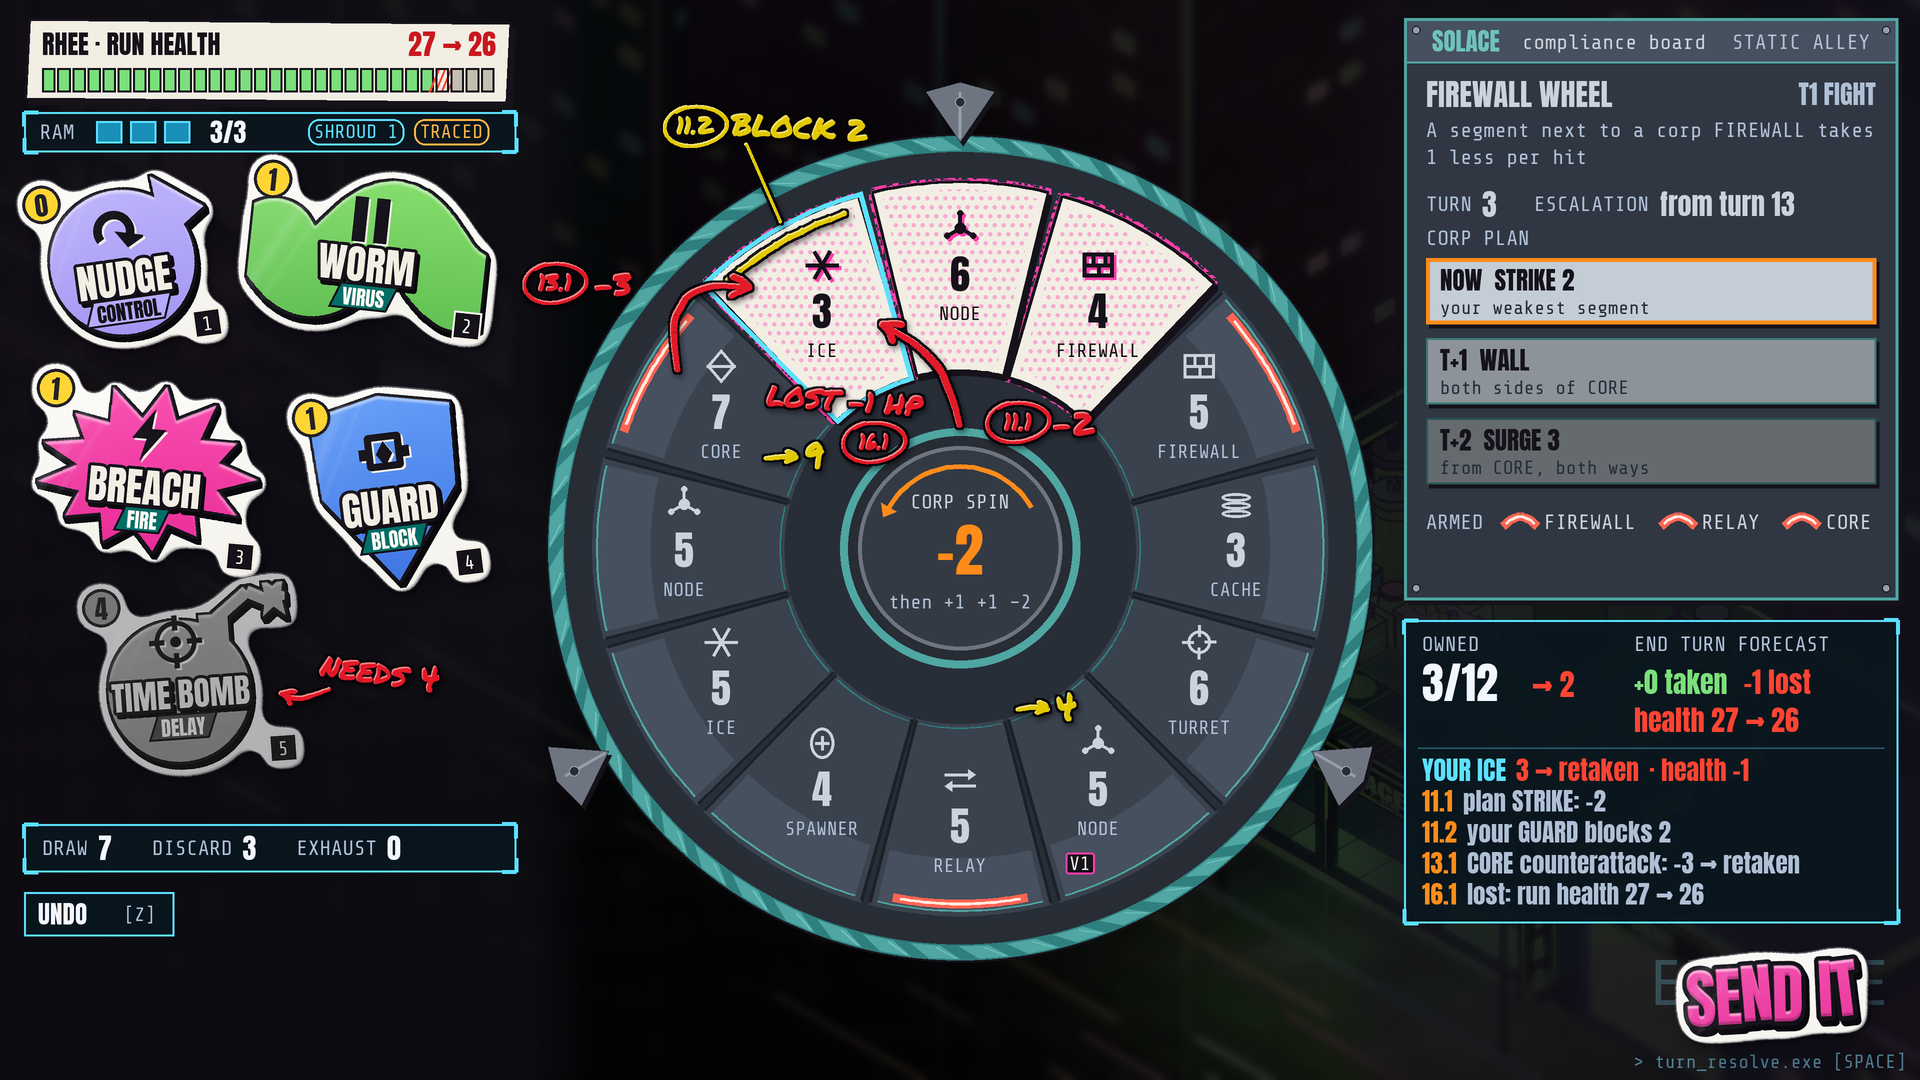 RHEE · RUN HEALTH 27 → 26
RAM 3/3 SHROUD 1 TRACED
0 NUDGE CONTROL 1
1 WORM VIRUS 2
1 BREACH FIRE 3
1 GUARD BLOCK 4
4 TIME BOMB DELAY 5
NEEDS 4
DRAW 7 DISCARD 3 EXHAUST 0
UNDO [Z]
11.2 BLOCK 2
13.1 -3
LOST -1 HP
16.1
11.1 -2
3 ICE
6 NODE
4 FIREWALL
5 FIREWALL
3 CACHE
6 TURRET
→4
5 NODE
V1
5 RELAY
4 SPAWNER
5 ICE
5 NODE
7 CORE
→9
CORP SPIN
-2
then +1 +1 -2
SOLACE compliance board STATIC ALLEY
FIREWALL WHEEL T1 FIGHT
A segment next to a corp FIREWALL takes
1 less per hit
TURN 3 ESCALATION from turn 13
CORP PLAN
NOW STRIKE 2
your weakest segment
T+1 WALL
both sides of CORE
T+2 SURGE 3
from CORE, both ways
ARMED FIREWALL RELAY CORE
OWNED END TURN FORECAST
3/12 → 2 +0 taken -1 lost
health 27 → 26
YOUR ICE 3 → retaken · health -1
11.1 plan STRIKE: -2
11.2 your GUARD blocks 2
13.1 CORE counterattack: -3 → retaken
16.1 lost: run health 27 → 26
SEND IT
> turn_resolve.exe [SPACE]